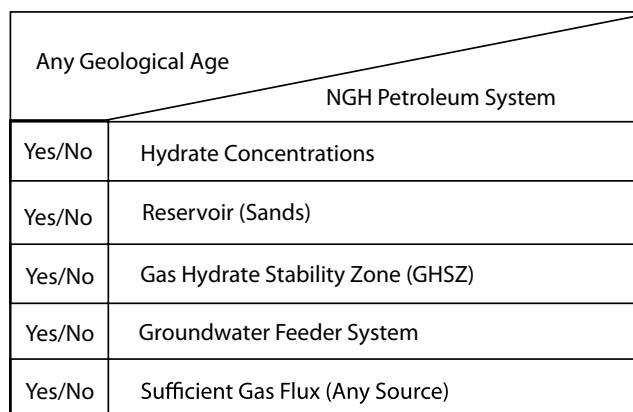 Any Geological Age
NGH Petroleum System
Yes/No Hydrate Concentrations
Yes/No Reservoir (Sands)
Yes/No Gas Hydrate Stability Zone (GHSZ)
Yes/No Groundwater Feeder System
Yes/No Sufficient Gas Flux (Any Source)